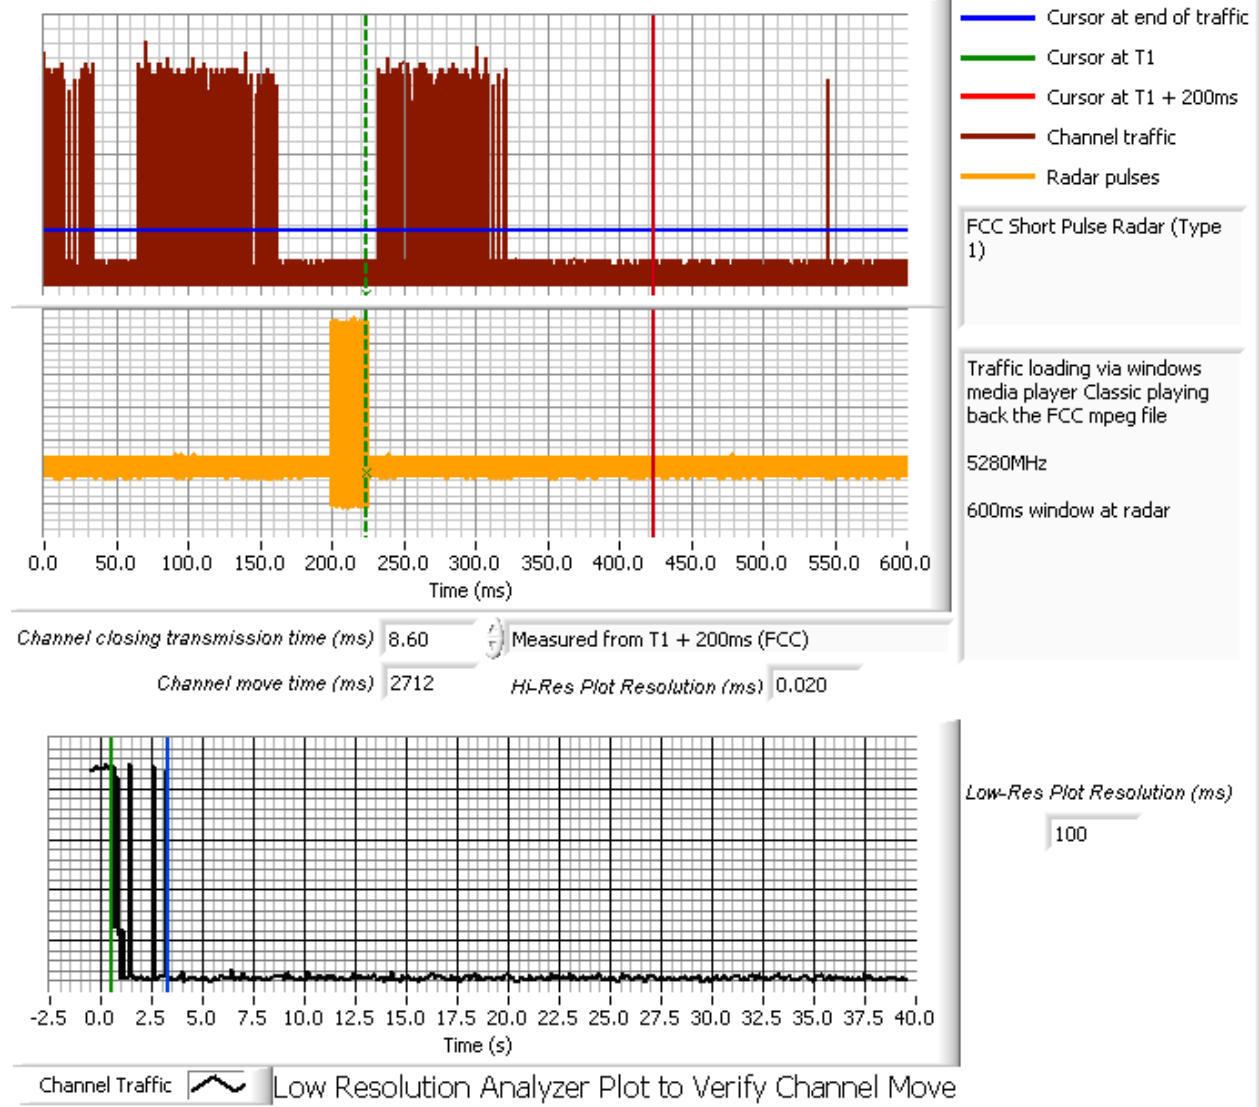 Cursor at end of traffic
Cursor at T1
Cursor at T1 + 200ms
Channel traffic
Radar pulses
FCC Short Pulse Radar (Type
1)
Traffic loading via windows
media player Classic playing
back the FCC mpeg file
5280MHz
600ms window at radar
0.0 50.0 100.0 150.0 200.0 250.0 300.0 350.0 400.0 450.0 500.0 550.0 600.0
Time (ms)
Channel closing transmission time (ms) 8.60 Measured from T1 + 200ms (FCC)
Channel move time (ms) 2712 Hi-Res Plot Resolution (ms) 0.020
Low-Res Plot Resolution (ms)
100
-2.5 0.0 2.5 5.0 7.5 10.0 12.5 15.0 17.5 20.0 22.5 25.0 27.5 30.0 32.5 35.0 37.5 40.0
Time (s)
Channel Traffic Low Resolution Analyzer Plot to Verify Channel Move